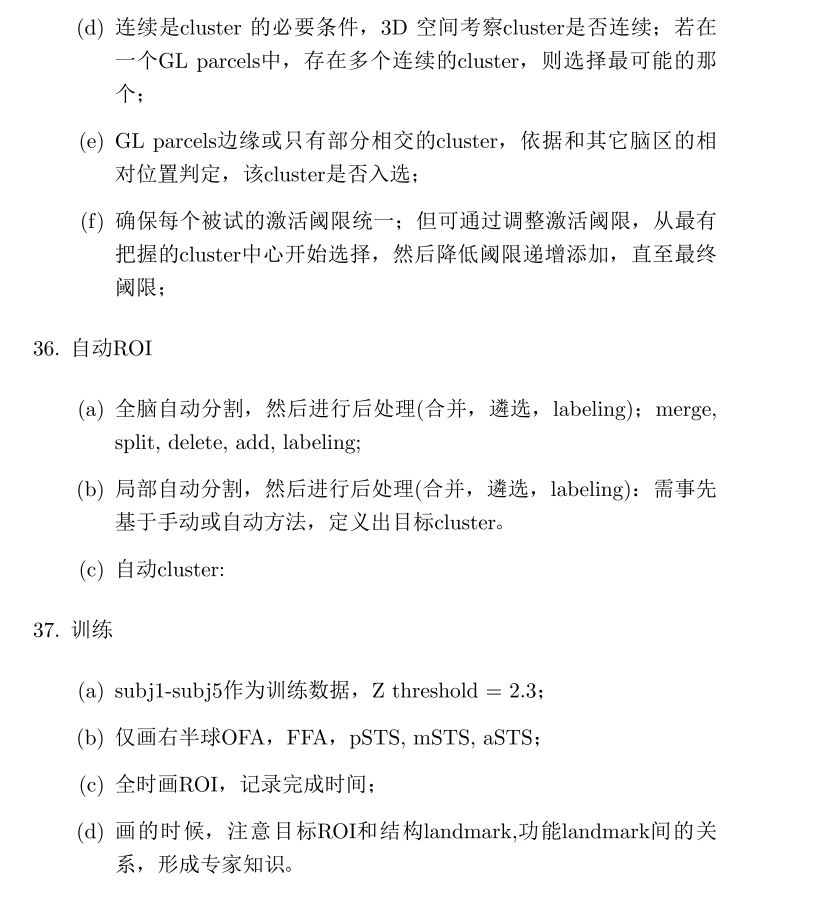 (d) 连续是cluster 的必要条件，3D 空间考察cluster是否连续；若在
一个GL parcels中，存在多个连续的cluster，则选择最可能的那
个；
(e) GL parcels边缘或只有部分相交的cluster，依据和其它脑区的相
对位置判定，该cluster是否入选；
(f) 确保每个被试的激活阈限统一；但可通过调整激活阈限，从最有
把握的cluster中心开始选择，然后降低阈限递增添加，直至最终
阈限；
36. 自动ROI
(a) 全脑自动分割，然后进行后处理(合并，遴选，labeling)；merge,
split, delete, add, labeling;
(b) 局部自动分割，然后进行后处理(合并，遴选，labeling)：需事先
基于手动或自动方法，定义出目标cluster。
(c) 自动cluster:
37. 训练
(a) subj1-subj5作为训练数据，Z threshold = 2.3；
(b) 仅画右半球OFA，FFA，pSTS, mSTS, aSTS；
(c) 全时画ROI，记录完成时间；
(d) 画的时候，注意目标ROI和结构landmark,功能landmark间的关
系，形成专家知识。